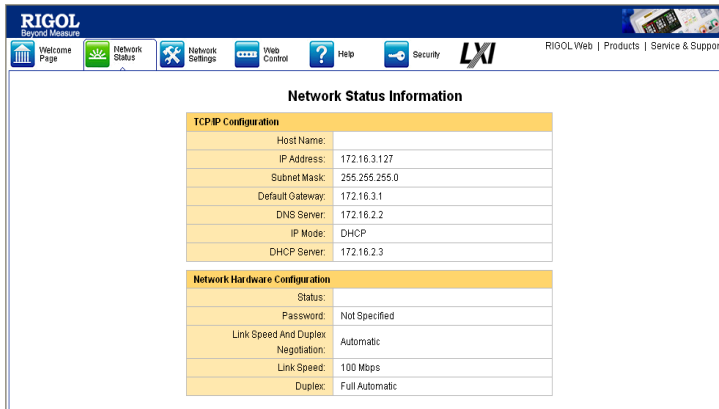 RIGOL
Beyond Measure
Welcome Page
Network Status
Network Settings
Web Control
? Help
Security
LXI
RIGOL Web | Products | Service & Suppor
Network Status Information
TCP/IP Configuration
Host Name:
IP Address: 172.16.3.127
Subnet Mask: 255.255.255.0
Default Gateway: 172.16.3.1
DNS Server: 172.16.2.2
IP Mode: DHCP
DHCP Server: 172.16.2.3
Network Hardware Configuration
Status:
Password: Not Specified
Link Speed And Duplex
Negotiation: Automatic
Link Speed: 100 Mbps
Duplex: Full Automatic